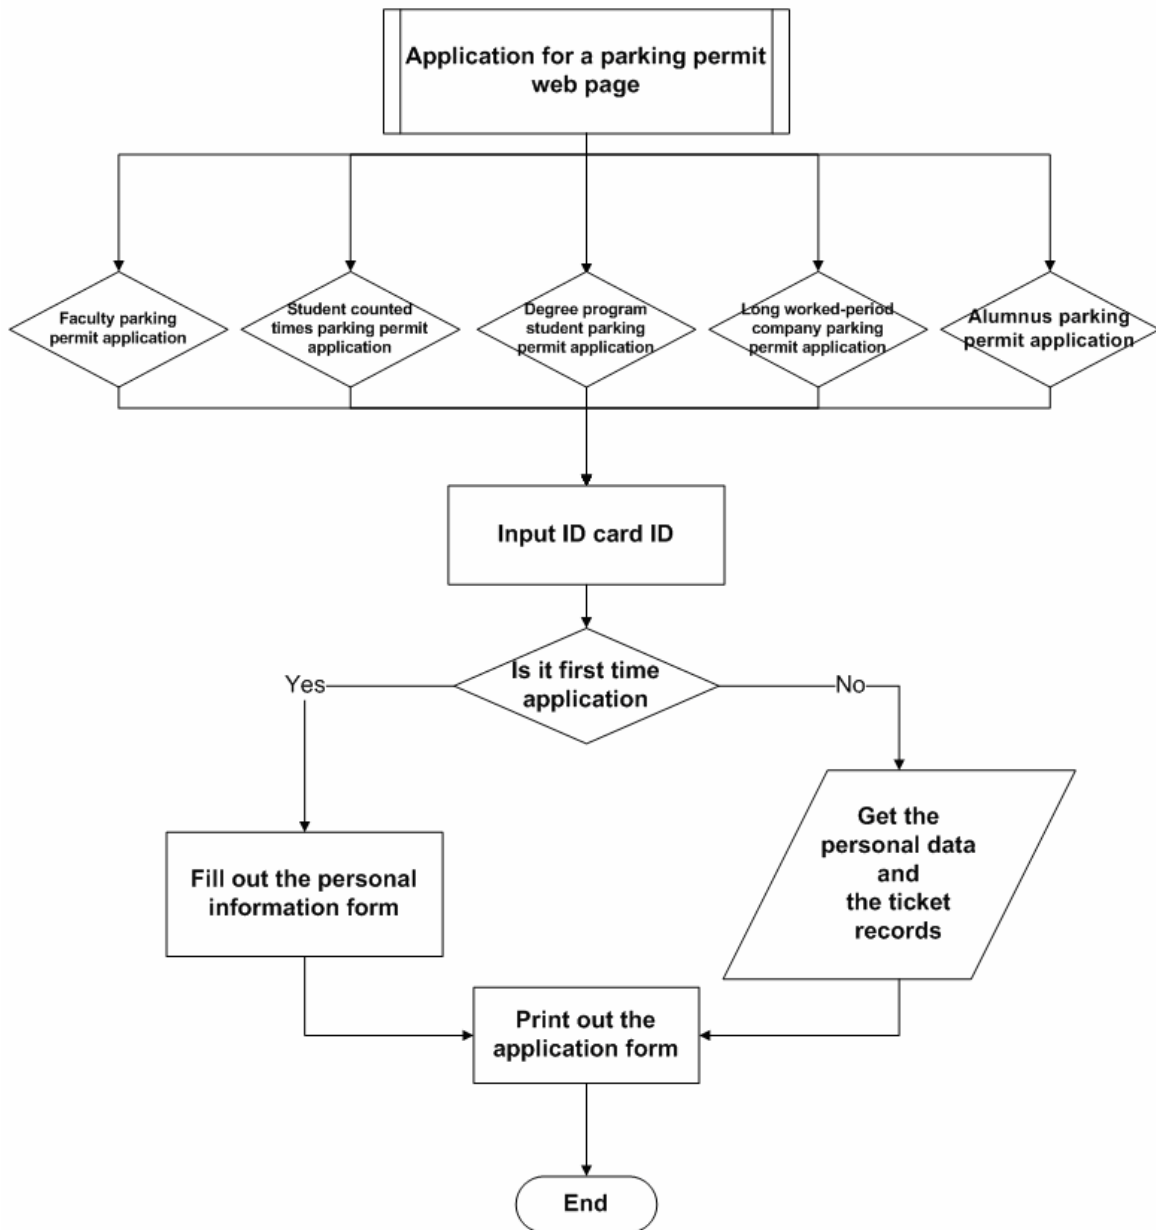 Application for a parking permit
web page
Faculty parking
permit application
Student counted
times parking permit
application
Degree program
student parking
permit application
Long worked-period
company parking
permit application
Alumnus parking
permit application
Input ID card ID
Is it first time
application
Yes
No
Fill out the personal
information form
Get the
personal data
and
the ticket
records
Print out the
application form
End